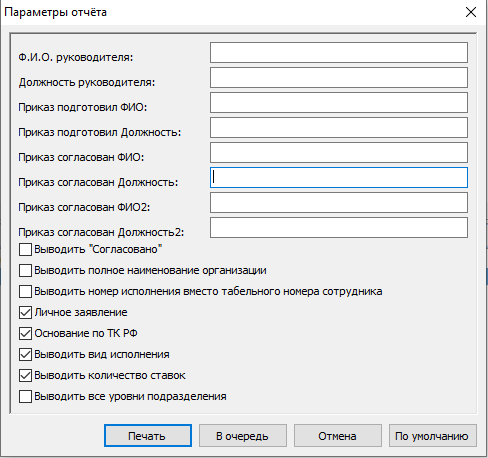 Параметры отчёта
Ф.И.О. руководителя:
Должность руководителя:
Приказ подготовил ФИО:
Приказ подготовил Должность:
Приказ согласован ФИО:
Приказ согласован Должность:
Приказ согласован ФИО2:
Приказ согласован Должность2:
Выводить "Согласовано"
Выводить полное наименование организации
Выводить номер исполнения вместо табельного номера сотрудника
Личное заявление
Основание по ТК РФ
Выводить вид исполнения
Выводить количество ставок
Выводить все уровни подразделения
Печать В очередь Отмена По умолчанию